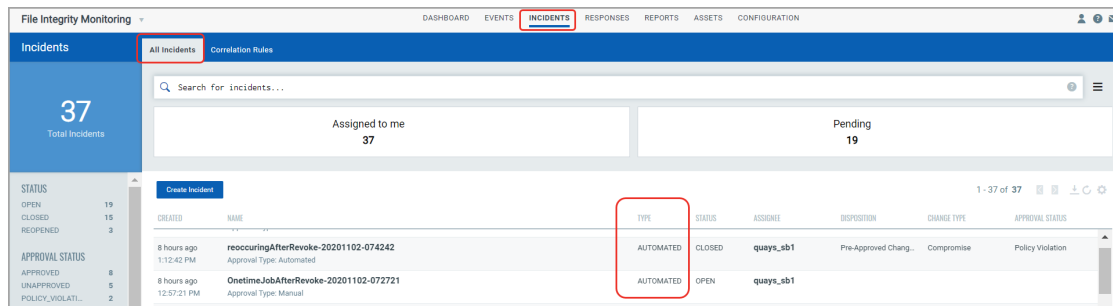 File Integrity Monitoring
DASHBOARD EVENTS INCIDENTS RESPONSES REPORTS ASSETS CONFIGURATION
Incidents
All Incidents Correlation Rules
Search for incidents...
37
Total Incidents
Assigned to me
37
Pending
19
STATUS
OPEN 19
CLOSED 15
REOPENED 3
APPROVAL STATUS
APPROVED 8
UNAPPROVED 5
POLICY_VIOLATI... 2
Create Incident
1 - 37 of 37
CREATED NAME TYPE STATUS ASSIGNEE DISPOSITION CHANGE TYPE APPROVAL STATUS
8 hours ago reoccuringAfterRevoke-20201102-074242 AUTOMATED CLOSED quays_sb1 Pre-Approved Chang... Compromise Policy Violation
1:12:42 PM Approval Type: Automated
8 hours ago OnetimeJobAfterRevoke-20201102-072721 AUTOMATED OPEN quays_sb1
12:57:21 PM Approval Type: Manual